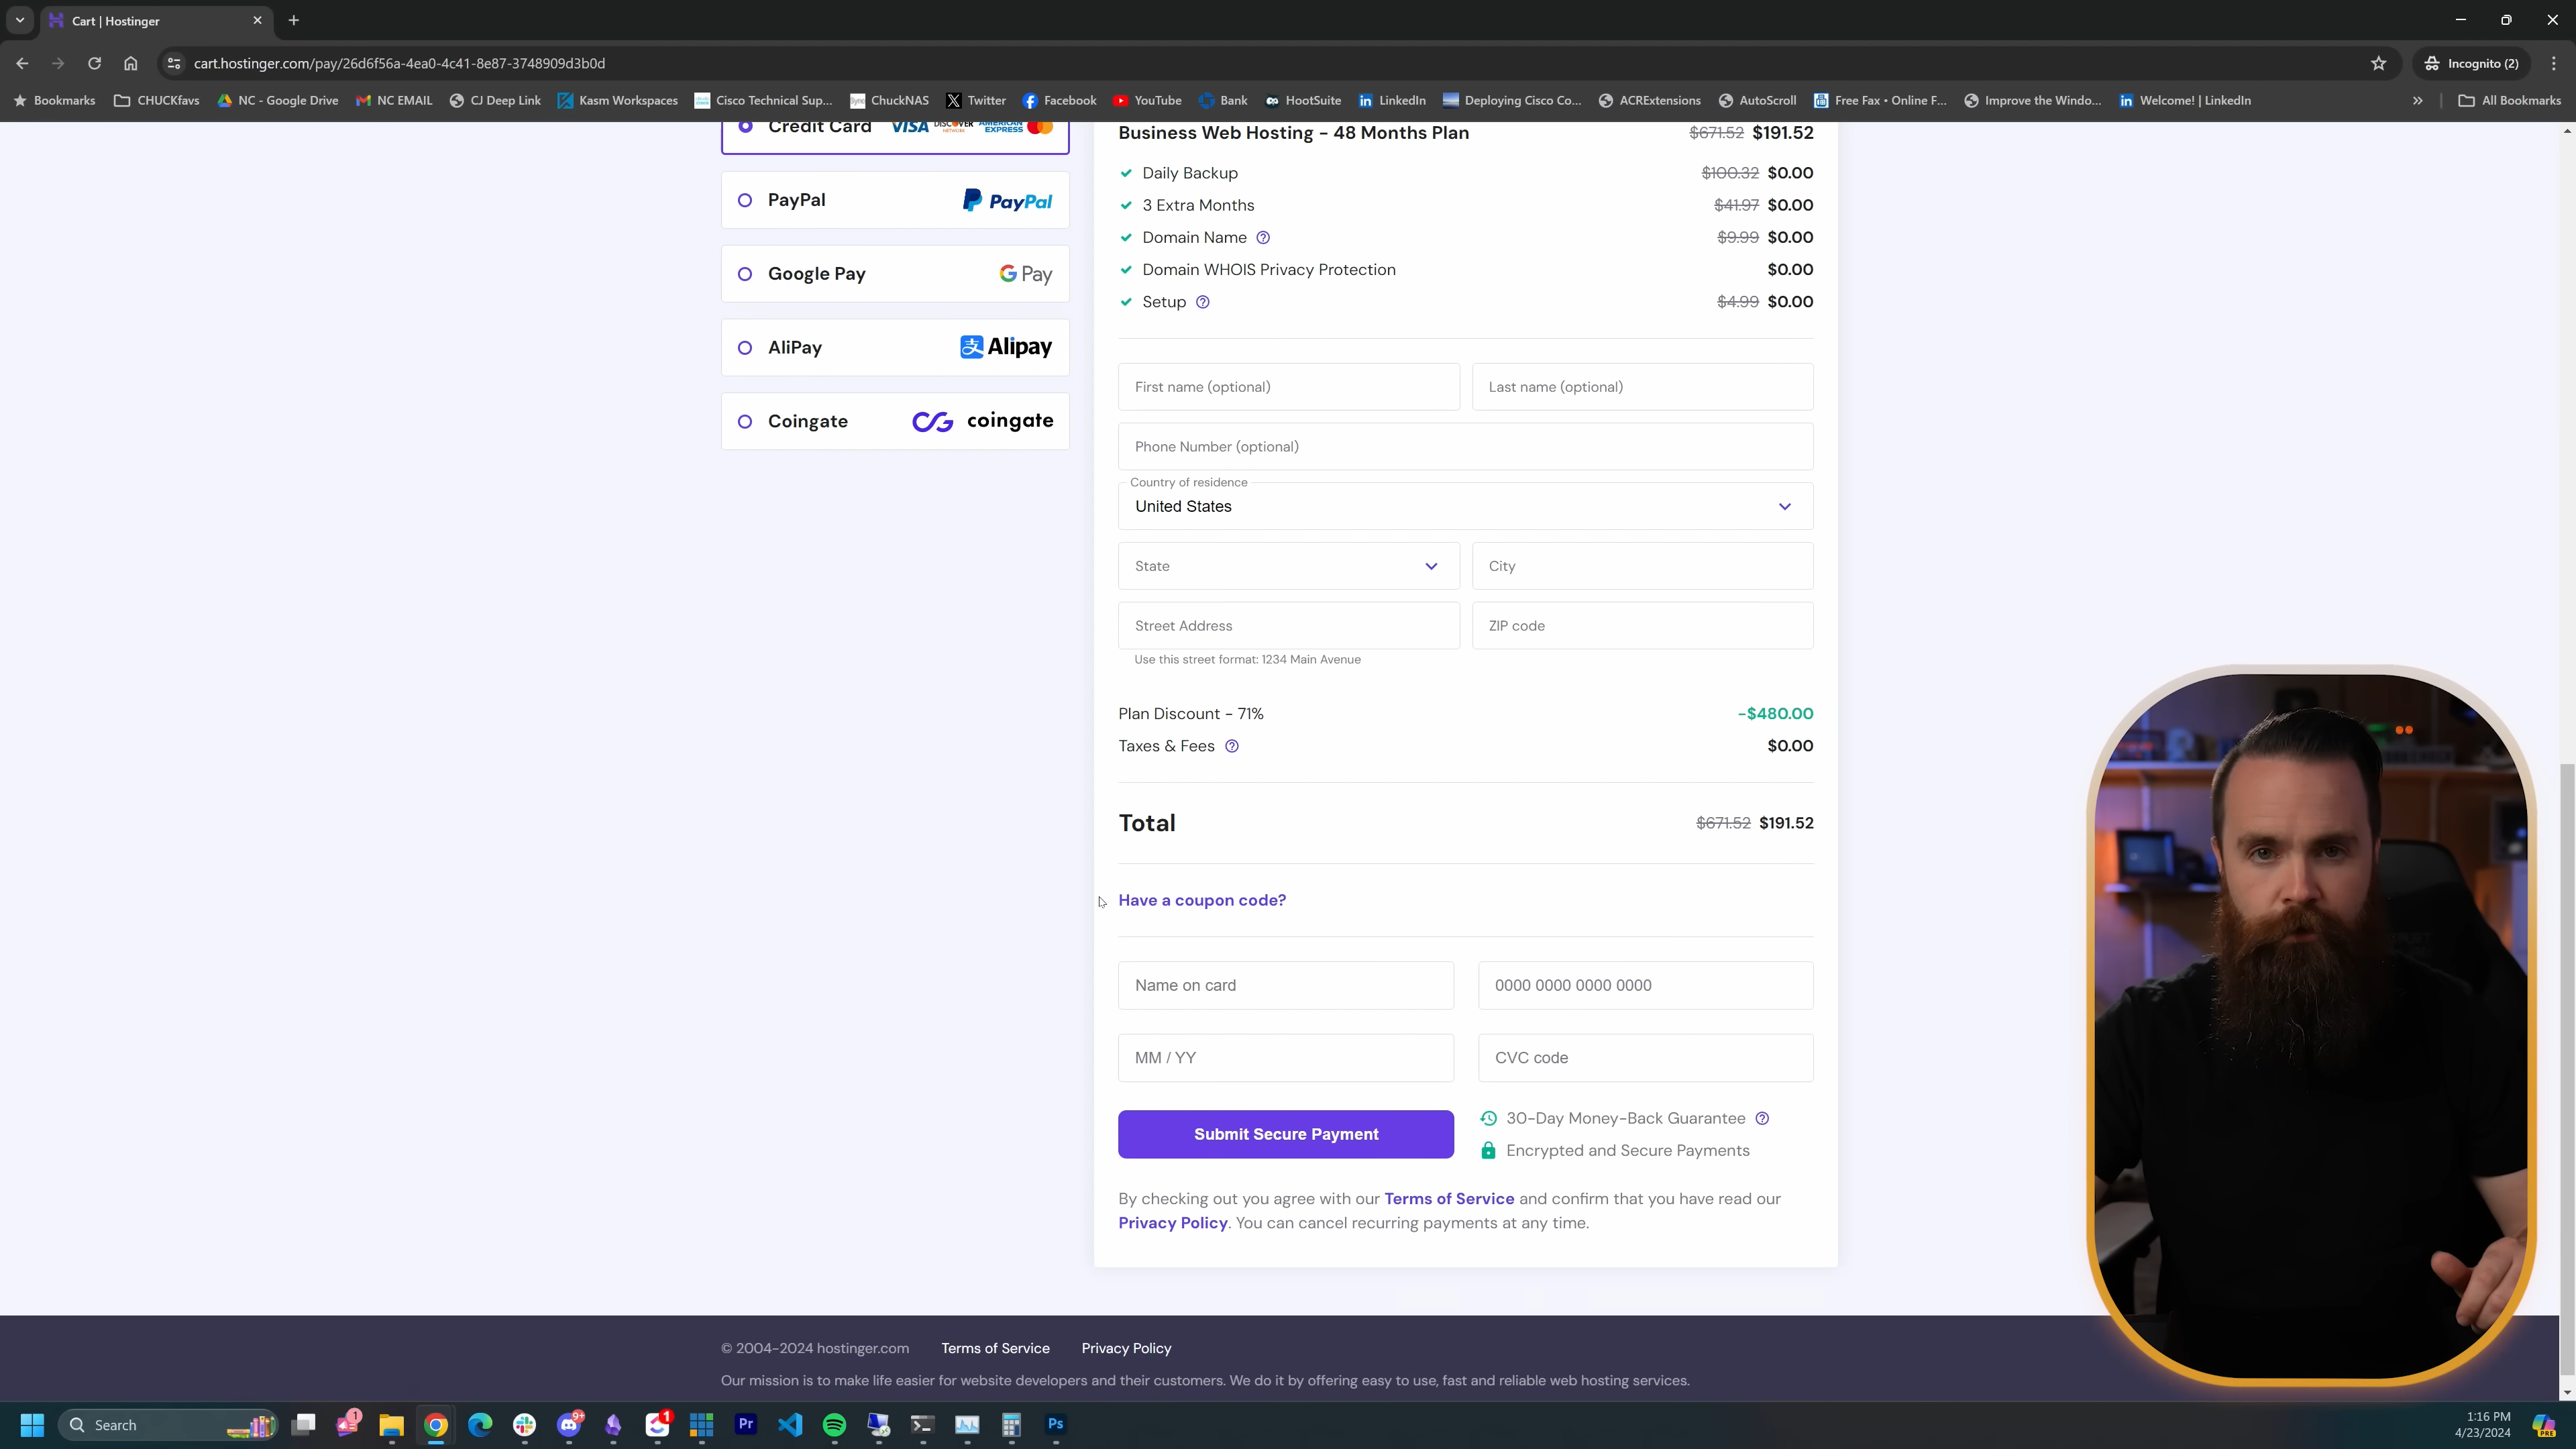 Cart | Hostinger
cart.hostinger.com/pay/26d6f56a-4ea0-4c41-8e87-3748909d3b0d
Incognito (2)
Bookmarks
CHUCKfavs
NC - Google Drive
NC EMAIL
CJ Deep Link
Kasm Workspaces
Cisco Technical Sup...
ChuckNAS
Twitter
Facebook
YouTube
Bank
HootSuite
LinkedIn
Deploying Cisco Co...
ACRExtensions
AutoScroll
Free Fax • Online F...
Improve the Windo...
Welcome! | LinkedIn
All Bookmarks
Credit Card VISA DISCOVER NETWORK AMERICAN EXPRESS
PayPal PayPal
Google Pay G Pay
AliPay 支 Alipay
Coingate CG coingate
Business Web Hosting - 48 Months Plan $671.52 $191.52
Daily Backup $100.32 $0.00
3 Extra Months $41.97 $0.00
Domain Name $9.99 $0.00
Domain WHOIS Privacy Protection $0.00
Setup $4.99 $0.00
First name (optional) Last name (optional)
Phone Number (optional)
Country of residence
United States
State City
Street Address ZIP code
Use this street format: 1234 Main Avenue
Plan Discount - 71% -$480.00
Taxes & Fees $0.00
Total $671.52 $191.52
Have a coupon code?
Name on card 0000 0000 0000 0000
MM / YY CVC code
Submit Secure Payment
30-Day Money-Back Guarantee
Encrypted and Secure Payments
By checking out you agree with our Terms of Service and confirm that you have read our
Privacy Policy. You can cancel recurring payments at any time.
© 2004-2024 hostinger.com Terms of Service Privacy Policy
Our mission is to make life easier for website developers and their customers. We do it by offering easy to use, fast and reliable web hosting services.
Search
1
9+
1
Pr
Ps
1:16 PM
4/23/2024
PRE